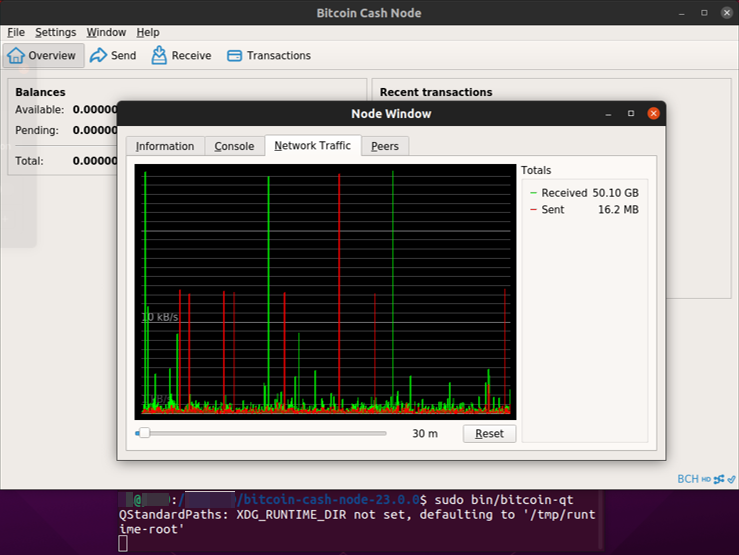 Bitcoin Cash Node
File Settings Window Help
Overview Send Receive Transactions
Balances
Available: 0.00000
Pending: 0.00000
Total: 0.00000
Recent transactions
Node Window
Information Console Network Traffic Peers
10 kB/s
Totals
Received 50.10 GB
Sent 16.2 MB
30 m Reset
BCH HD
@ :/ /bitcoin-cash-node-23.0.0$ sudo bin/bitcoin-qt
QStandardPaths: XDG_RUNTIME_DIR not set, defaulting to '/tmp/runt
ime-root'